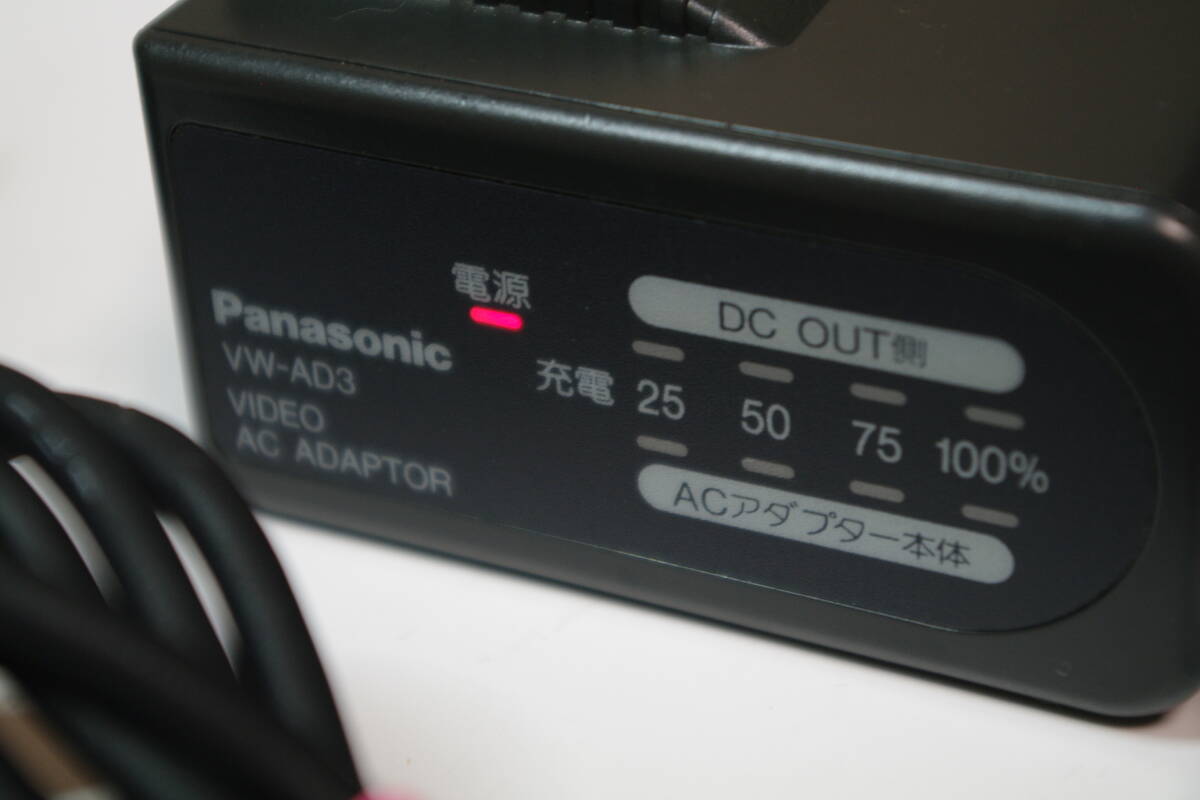 Panasonic
VW-AD3
VIDEO
AC ADAPTOR
電源
DC OUT側
充電 25 50 75 100%
ACアダプター本体